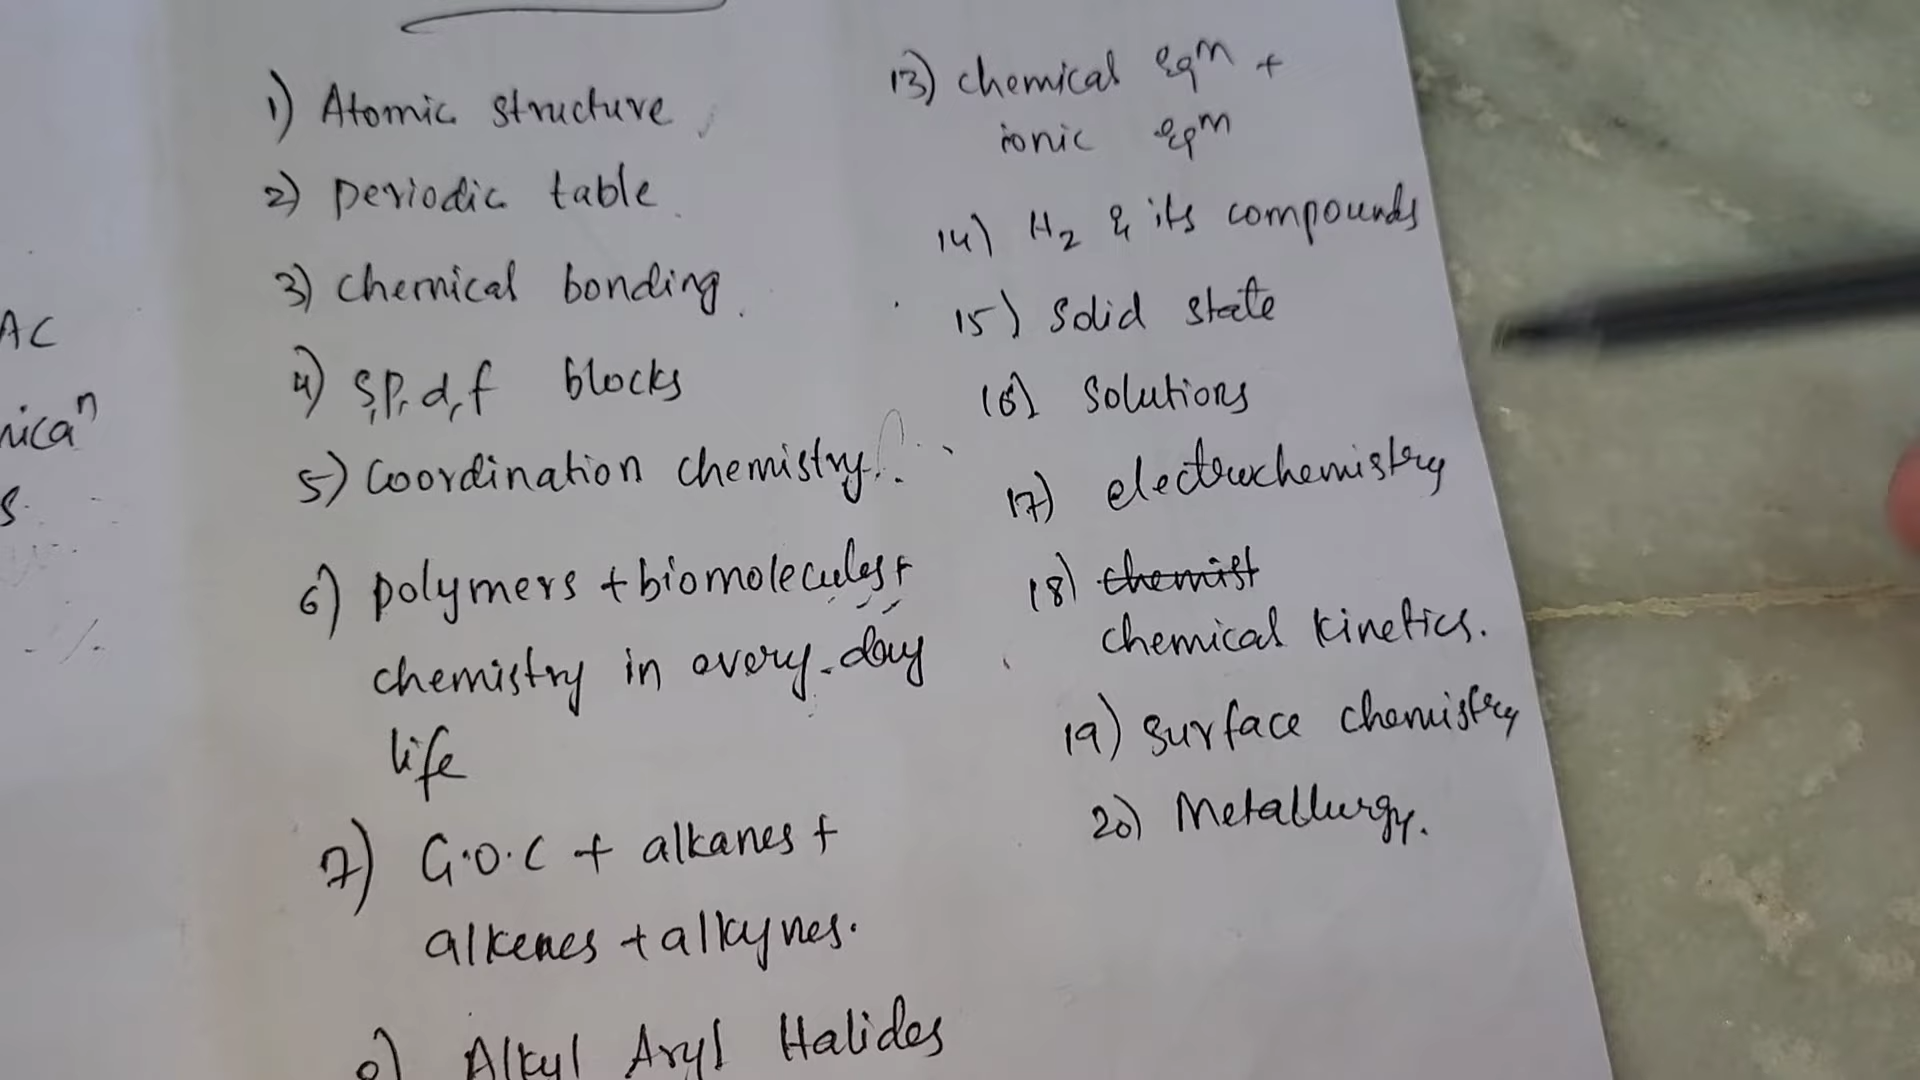 AC
1) Atomic structure
2) periodic table
3) chemical bonding
4) s,p,d,f blocks
5) Coordination chemistry
6) polymers + biomolecules +
chemistry in every-day
life
7) G.O.C + alkanes +
alkenes + alkynes.
Alkyl Aryl Halides
13) chemical eqm +
ionic eqm
14) H2 & its compounds
15) Solid state
16) Solutions
17) electrochemistry
18) chemist
chemical kinetics.
19) Surface chemistry
20) Metallurgy.